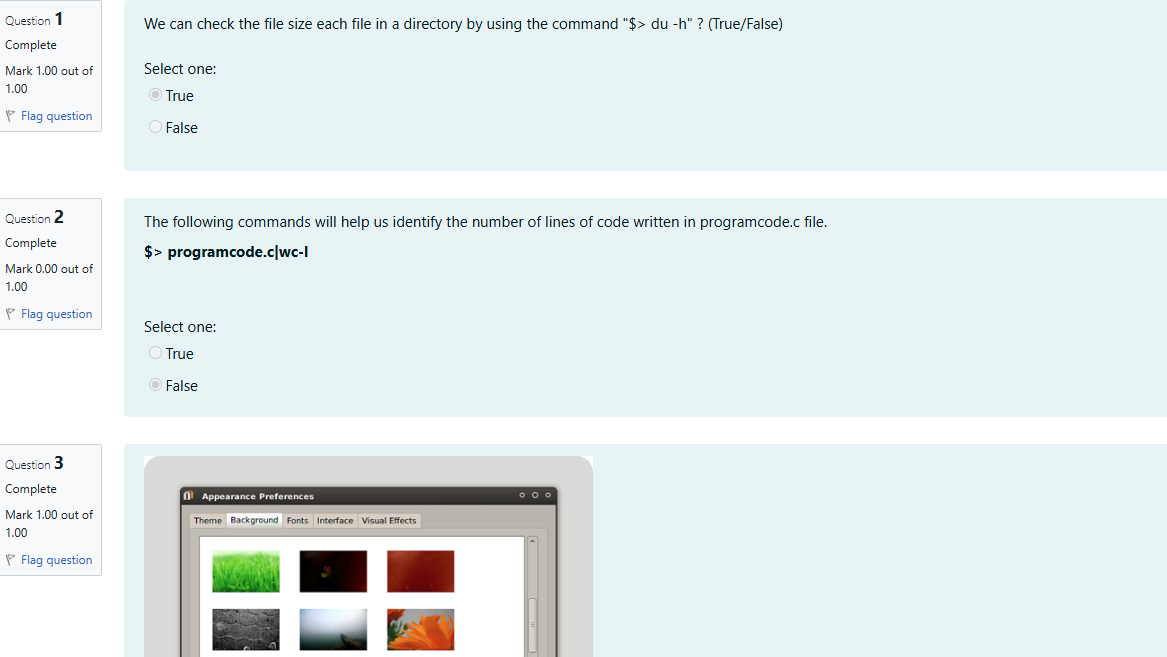 Question 1
Complete
Mark 1.00 out of
1.00
Flag question
We can check the file size each file in a directory by using the command "$> du -h" ? (True/False)
Select one:
True
False
Question 2
Complete
Mark 0.00 out of
1.00
Flag question
The following commands will help us identify the number of lines of code written in programcode.c file.
$> programcode.c|wc-l
Select one:
True
False
Question 3
Complete
Mark 1.00 out of
1.00
Flag question
Appearance Preferences
Theme Background Fonts Interface Visual Effects